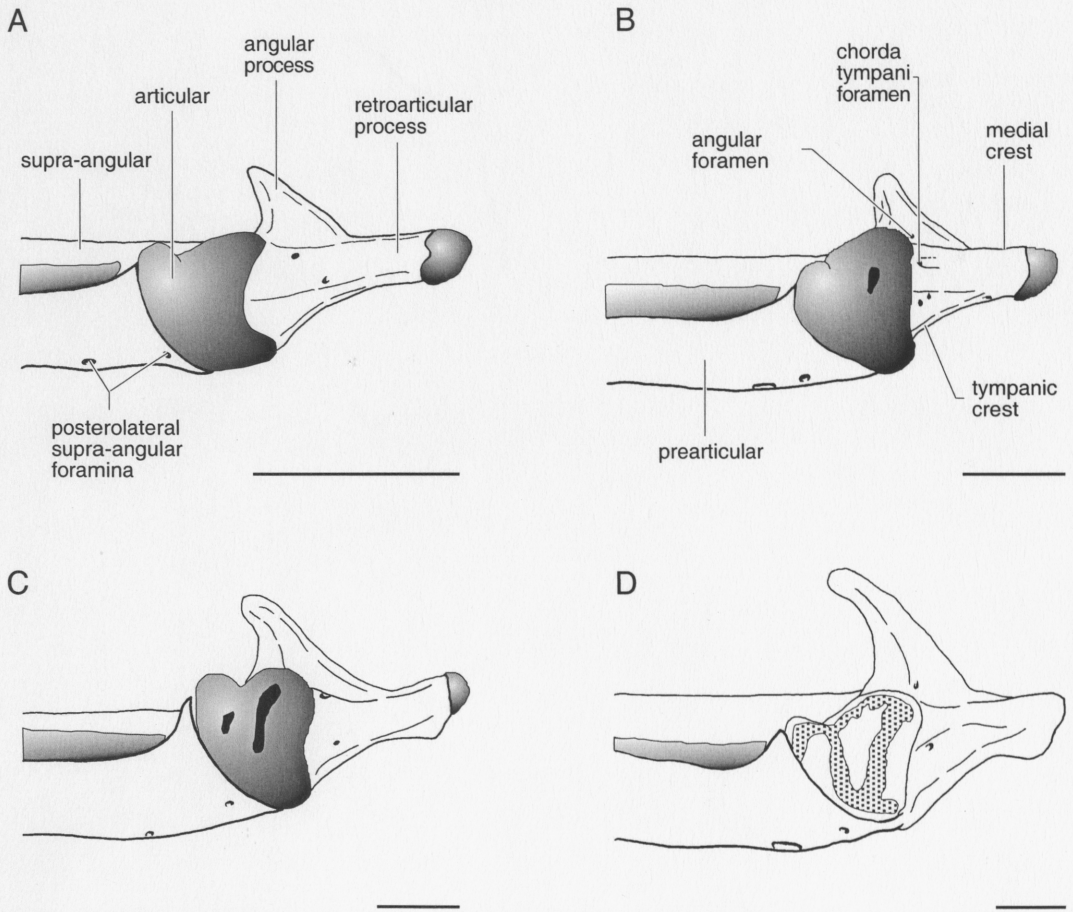 A
angular
process
articular
retroarticular
process
supra-angular
posterolateral
supra-angular
foramina
B
chorda
tympani
foramen
angular
foramen
medial
crest
tympanic
crest
prearticular
C
D